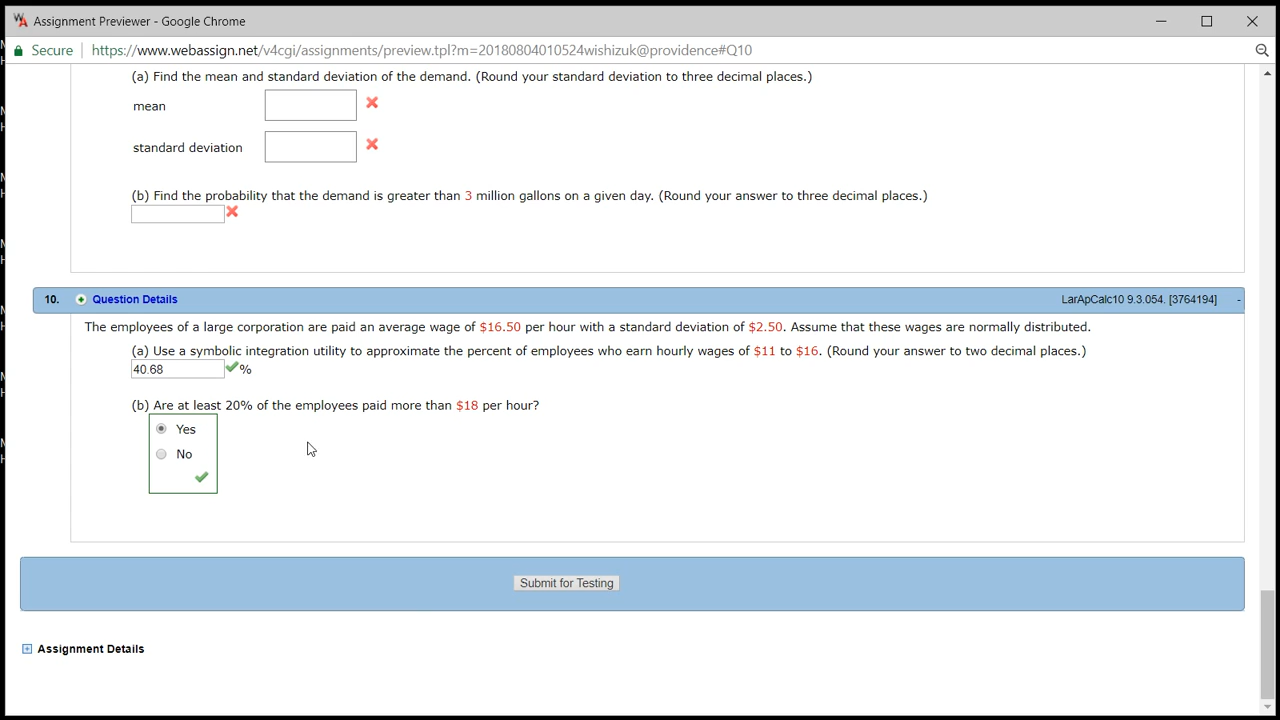 Assignment Previewer - Google Chrome
Secure https://www.webassign.net/v4cgi/assignments/preview.tpl?m=20180804010524wishizuk@providence#Q10
(a) Find the mean and standard deviation of the demand. (Round your standard deviation to three decimal places.)
mean
standard deviation
(b) Find the probability that the demand is greater than 3 million gallons on a given day. (Round your answer to three decimal places.)
10. Question Details LarApCalc10 9.3.054. [3764194] -
The employees of a large corporation are paid an average wage of $16.50 per hour with a standard deviation of $2.50. Assume that these wages are normally distributed.
(a) Use a symbolic integration utility to approximate the percent of employees who earn hourly wages of $11 to $16. (Round your answer to two decimal places.)
40.68 %
(b) Are at least 20% of the employees paid more than $18 per hour?
Yes
No
Submit for Testing
Assignment Details